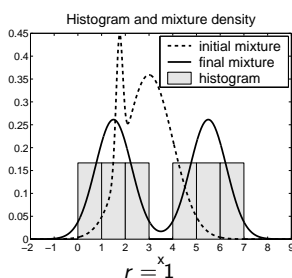 Histogram and mixture density
0.45
0.4
0.35
0.3
0.25
0.2
0.15
0.1
0.05
0
initial mixture
final mixture
histogram
−2 −1 0 1 2 3 4 5 6 7 8 9
x
r = 1